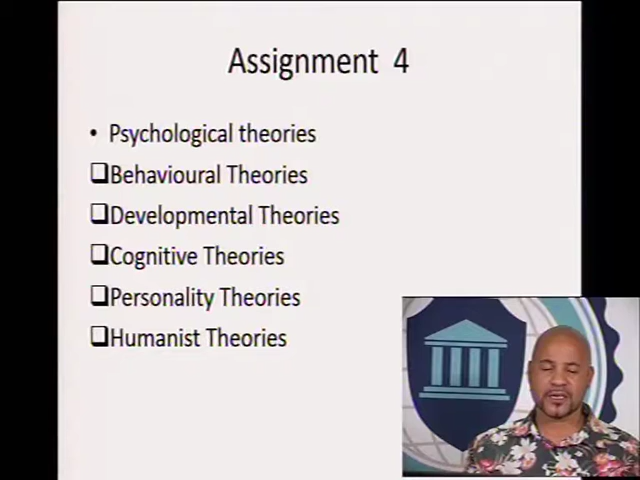 Assignment 4
• Psychological theories
❑Behavioural Theories
❑Developmental Theories
❑Cognitive Theories
❑Personality Theories
❑Humanist Theories